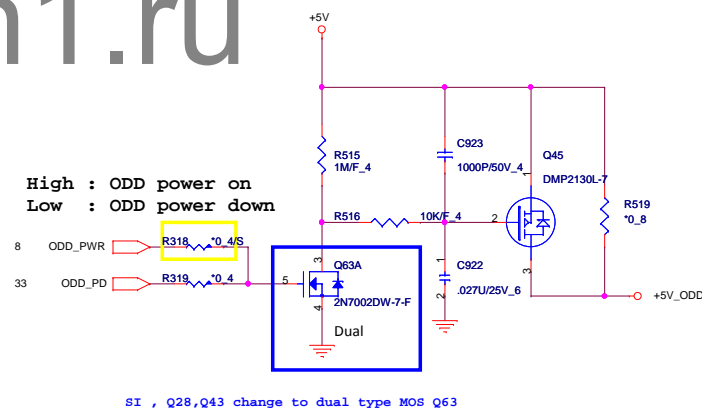 n1.ru
+5V
C923
1000P/50V_4
Q45
DMP2130L-7
R515
1M/F_4
R519
*0_8
High : ODD power on
Low : ODD power down
R516
10K/F_4
2
1
3
8
ODD_PWR
R318
*0_4/S
33
ODD_PD
R319
*0_4
5
3
4
Q63A
2N7002DW-7-F
Dual
1
2
C922
.027U/25V_6
+5V_ODD
SI , Q28,Q43 change to dual type MOS Q63